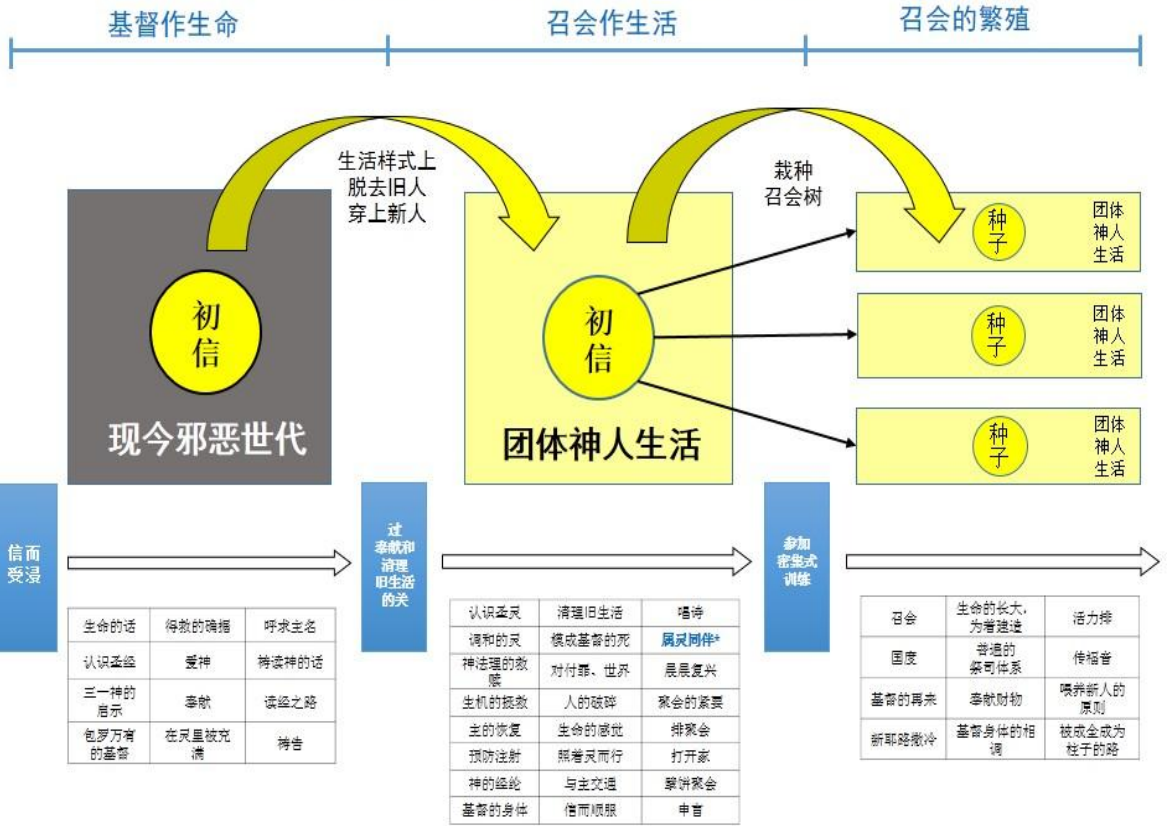 基督作生命
召会作生活
召会的繁殖
生活样式上
脱去旧人
穿上新人
栽种
召会树
初
信
现今邪恶世代
初
信
团体神人生活
种
子
团体
神人
生活
种
子
团体
神人
生活
种
子
团体
神人
生活
信而
受浸
过
奉献和
清理
旧生活
的关
参加
密集式
训练
生命的话 得救的确据 呼求主名
认识圣经 爱神 祷读神的话
三一神的
启示
奉献 读经之路
包罗万有
的基督
在灵里被充
满
祷告
认识圣灵 清理旧生活 唱诗
调和的灵 模成基督的死 属灵同伴*
神法理的救
赎
对付罪、世界 晨晨复兴
生机的拯救 人的破碎 聚会的紧要
主的恢复 生命的感觉 排聚会
预防注射 照着灵而行 打开家
神的经纶 与主交通 擘饼聚会
基督的身体 信而顺服 申言
召会
生命的长大,
为着建造
活力排
国度
普遍的
祭司体系
传福音
基督的再来 奉献财物
喂养新人的
原则
新耶路撒冷
基督身体的相
调
被成全成为
柱子的路